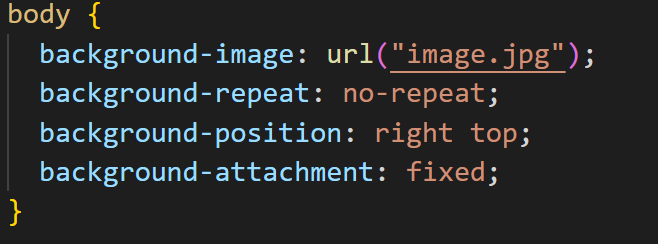 body {
background-image: url("image.jpg");
background-repeat: no-repeat;
background-position: right top;
background-attachment: fixed;
}